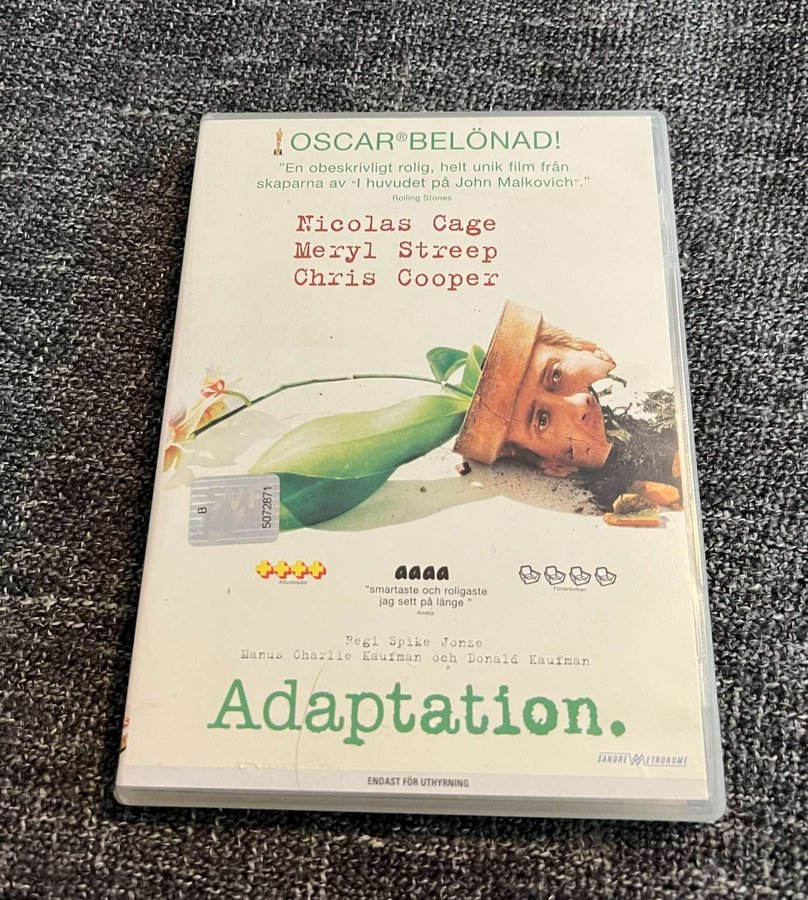 OSCAR®BELÖNAD!
"En obeskrivligt rolig, helt unik film från
skaparna av "I huvudet på John Malkovich"."
Rolling Stones
Nicolas Cage
Meryl Streep
Chris Cooper
B
5072871
Aftonbladet
aaaa
"smartaste och roligaste
jag sett på länge "
Amelia
Filmkrönikan
Regi Spike Jonze
Manus Charlie Kaufman och Donald Kaufman
Adaptation.
SANDREW METRONOME
ENDAST FÖR UTHYRNING